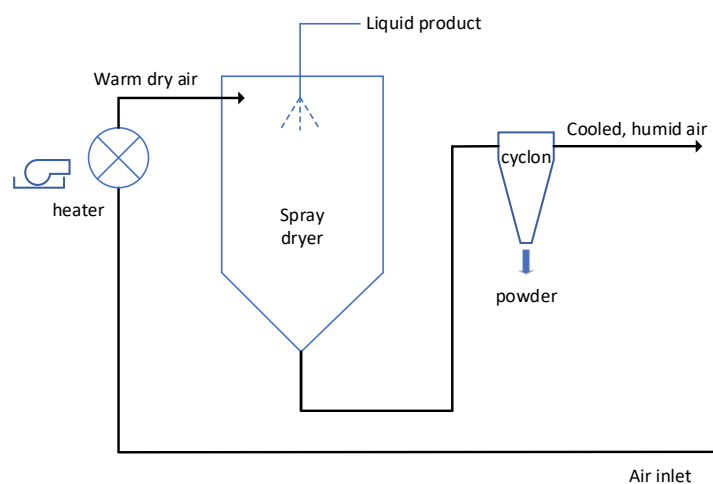 Liquid product
Warm dry air
Cooled, humid air
cyclon
heater
Spray
dryer
powder
Air inlet